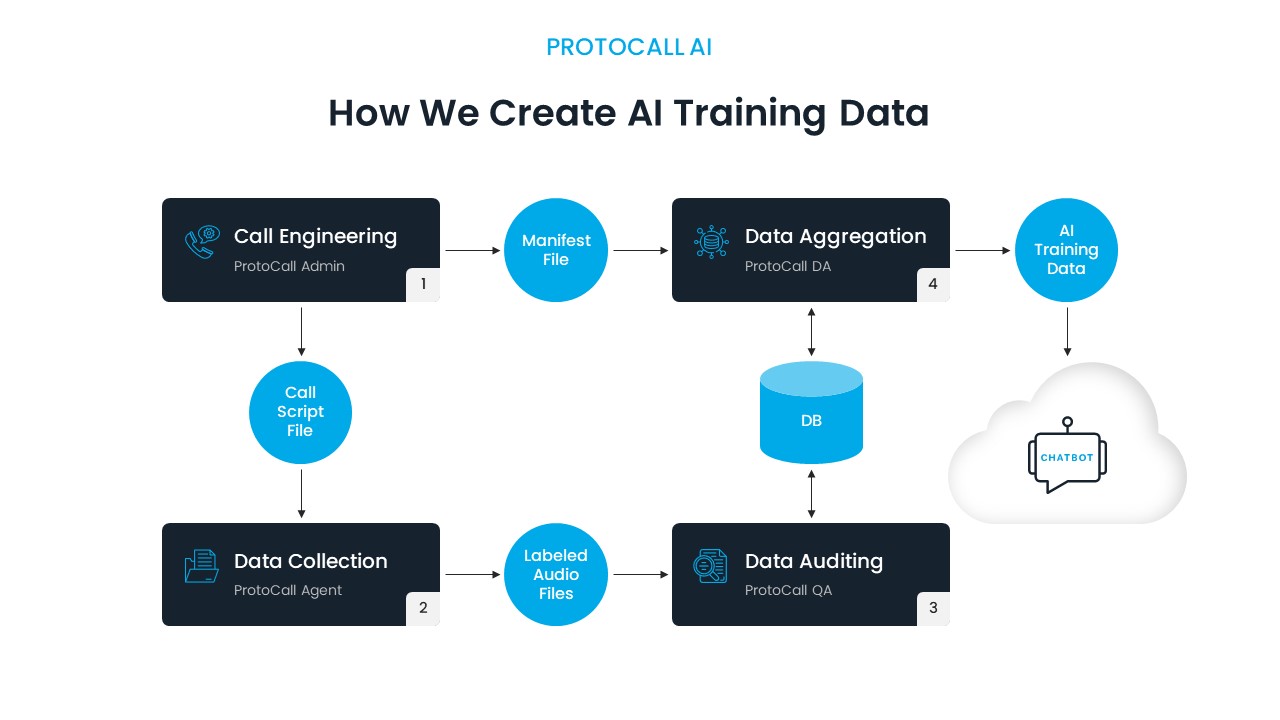 PROTOCALL AI
How We Create AI Training Data
Call Engineering
ProtoCall Admin
1
Manifest
File
Data Aggregation
ProtoCall DA
4
AI
Training
Data
Call
Script
File
DB
CHATBOT
Data Collection
ProtoCall Agent
2
Labeled
Audio
Files
Data Auditing
ProtoCall QA
3